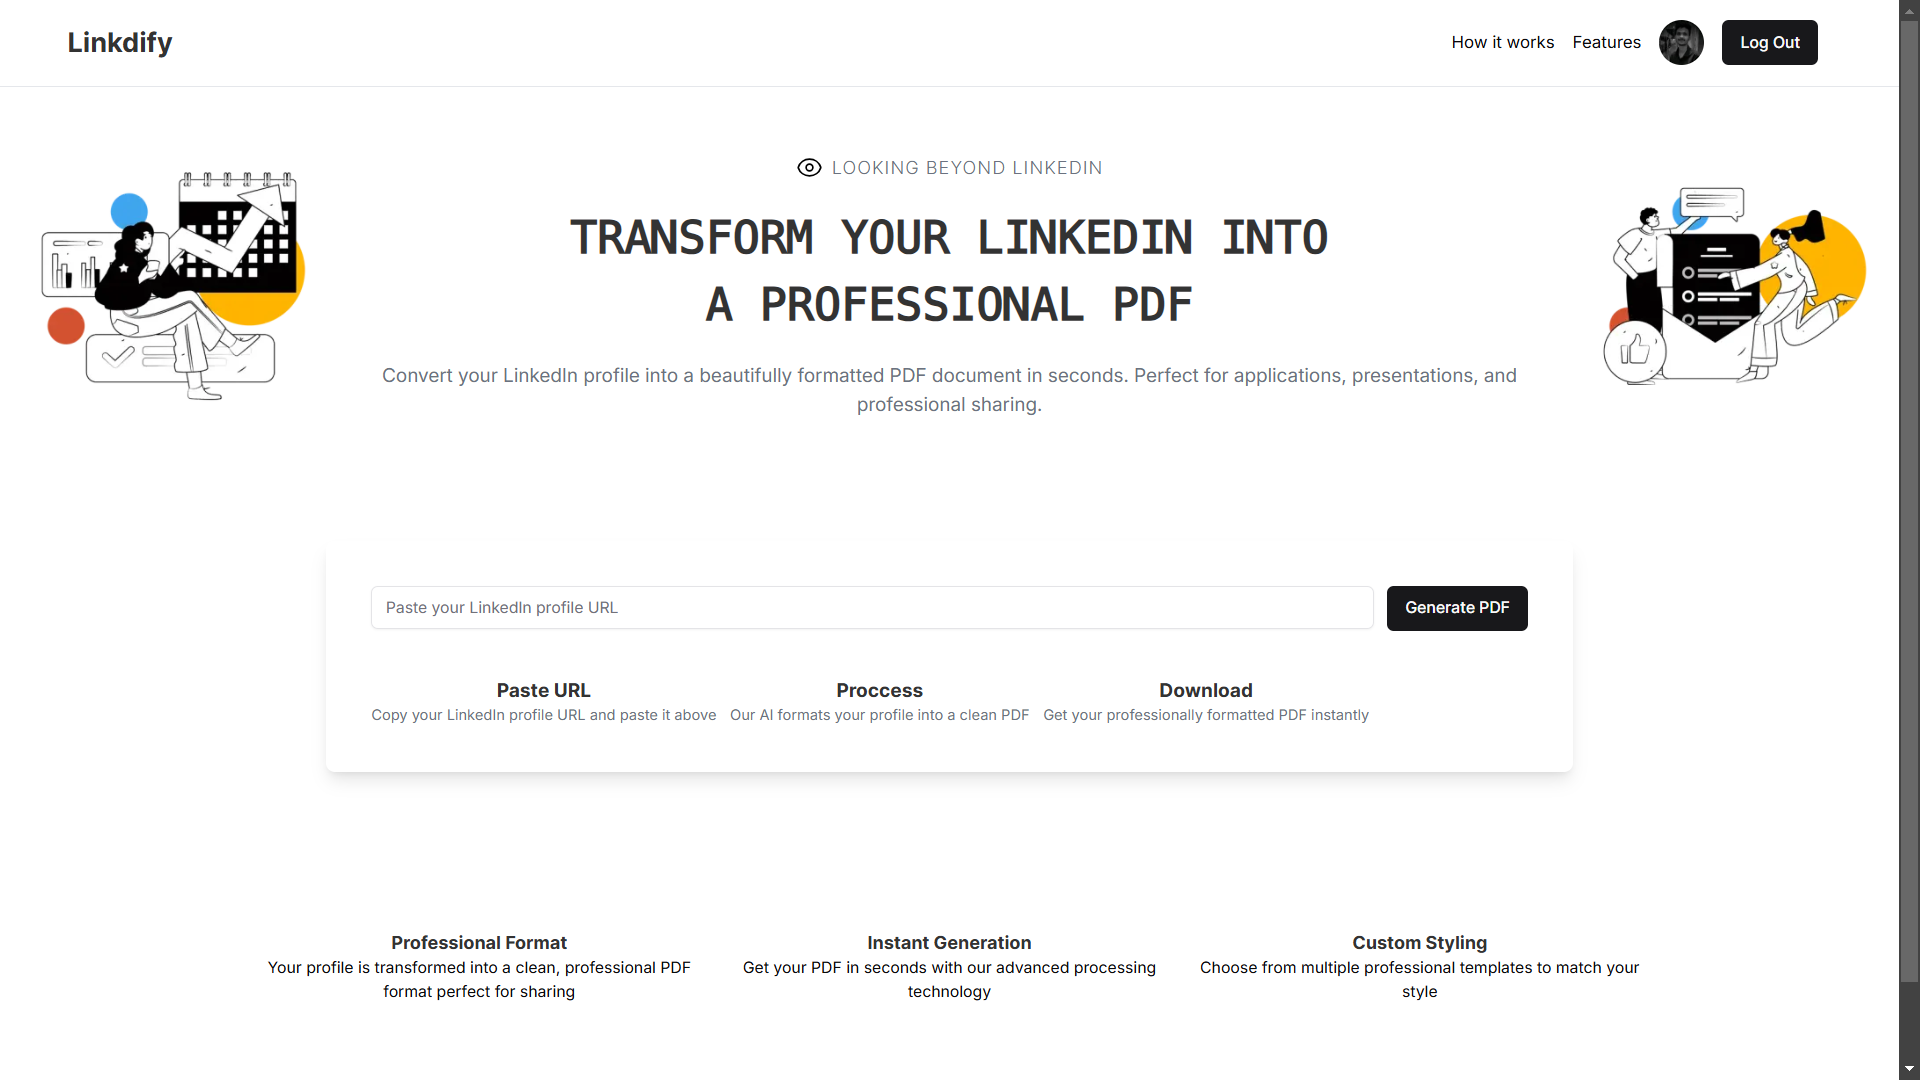 Linkdify
How it works
Features
Log Out
LOOKING BEYOND LINKEDIN
TRANSFORM YOUR LINKEDIN INTO
A PROFESSIONAL PDF
Convert your LinkedIn profile into a beautifully formatted PDF document in seconds. Perfect for applications, presentations, and
professional sharing.
Paste your LinkedIn profile URL
Generate PDF
Paste URL
Copy your LinkedIn profile URL and paste it above
Proccess
Our AI formats your profile into a clean PDF
Download
Get your professionally formatted PDF instantly
Professional Format
Your profile is transformed into a clean, professional PDF
format perfect for sharing
Instant Generation
Get your PDF in seconds with our advanced processing
technology
Custom Styling
Choose from multiple professional templates to match your
style